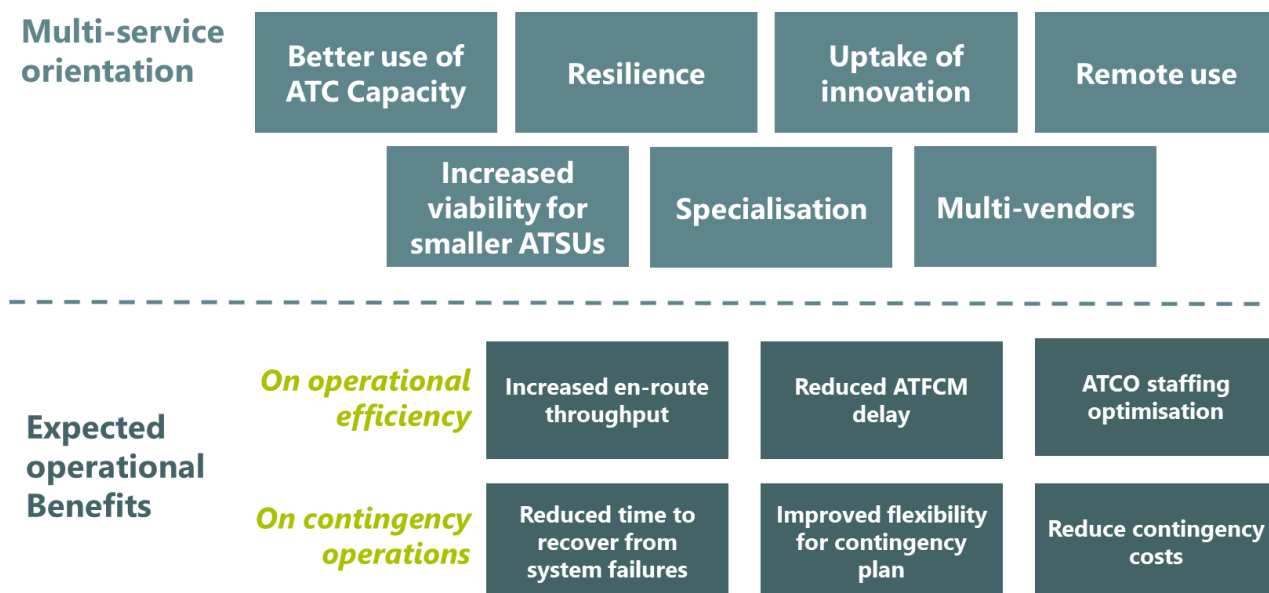 Multi-service
orientation
Better use of
ATC Capacity
Resilience
Uptake of
innovation
Remote use
Increased
viability for
smaller ATSUs
Specialisation
Multi-vendors
Expected
operational
Benefits
On operational
efficiency
Increased en-route
throughput
Reduced ATFCM
delay
ATCO staffing
optimisation
On contingency
operations
Reduced time to
recover from
system failures
Improved flexibility
for contingency
plan
Reduce contingency
costs